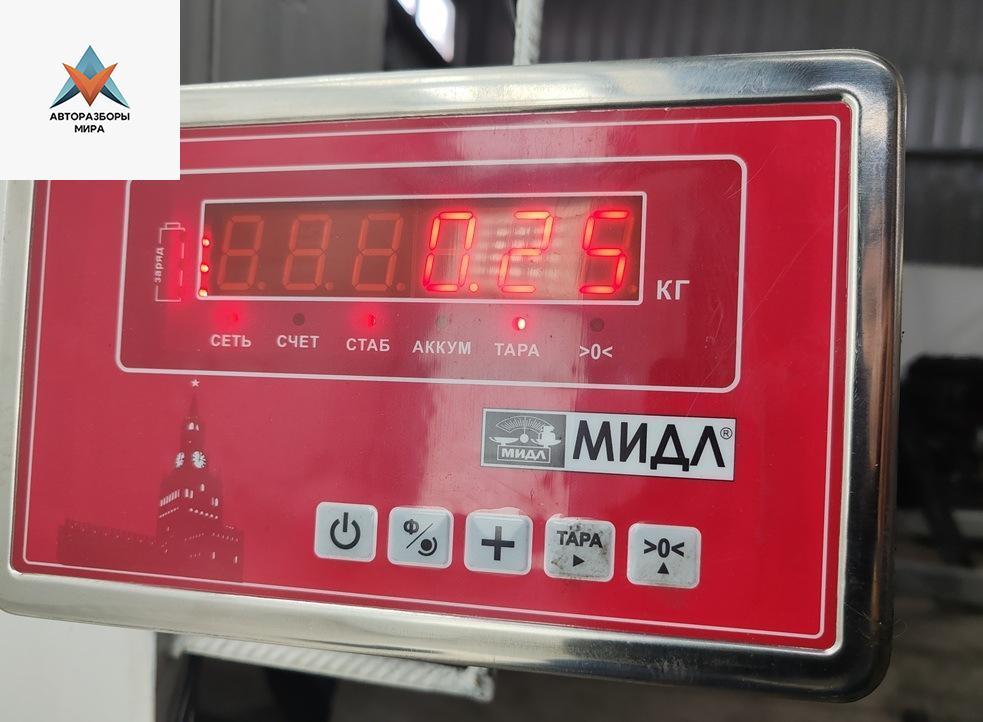 АВТОРАЗБОРЫ
МИРА
заряд
0.25
КГ
СЕТЬ СЧЕТ СТАБ АККУМ ТАРА >0<
МИДЛ
МИДЛ®
Ф/
+
ТАРА
>0<